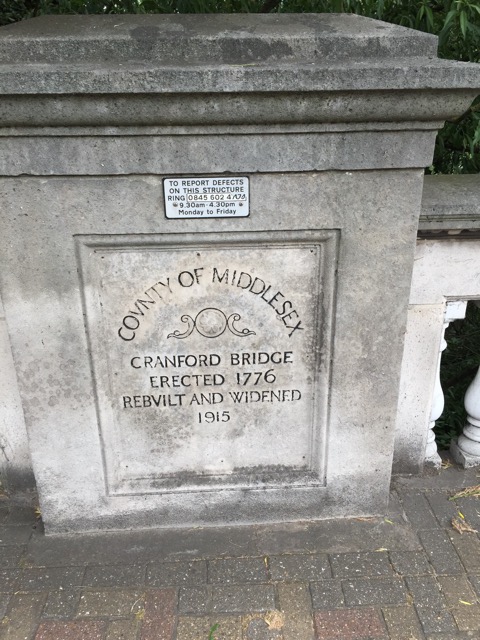 TO REPORT DEFECTS
ON THIS STRUCTURE
RING 0845 602 4
9.30am - 4.30pm
Monday to Friday
COVNTY OF MIDDLESEX
CRANFORD BRIDGE
ERECTED 1776
REBVILT AND WIDENED
1915